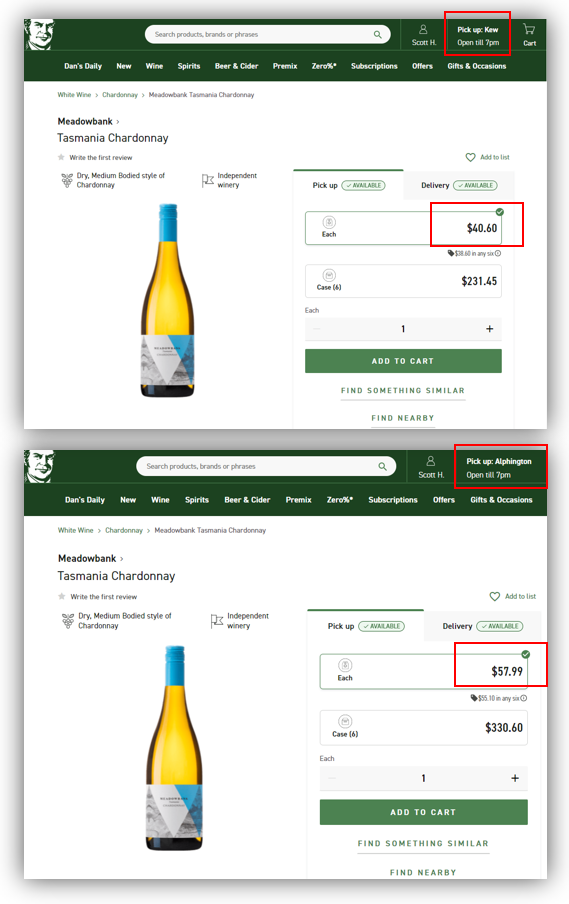 Search products, brands or phrases
Scott H.
Pick up: Kew
Open till 7pm
Cart
Dan's Daily New Wine Spirits Beer & Cider Premix Zero%* Subscriptions Offers Gifts & Occasions
White Wine > Chardonnay > Meadowbank Tasmania Chardonnay
Meadowbank >
Tasmania Chardonnay
Write the first review
Add to list
Dry, Medium Bodied style of
Chardonnay
Independent
winery
Pick up AVAILABLE
Delivery AVAILABLE
Each
$40.60
$38.60 in any six
Case (6)
$231.45
Each
1 +
ADD TO CART
FIND SOMETHING SIMILAR
FIND NEARBY
Search products, brands or phrases
Scott H.
Pick up: Alphington
Open till 7pm
Dan's Daily New Wine Spirits Beer & Cider Premix Zero%* Subscriptions Offers Gifts & Occasions
White Wine > Chardonnay > Meadowbank Tasmania Chardonnay
Meadowbank >
Tasmania Chardonnay
Write the first review
Add to list
Dry, Medium Bodied style of
Chardonnay
Independent
winery
Pick up AVAILABLE
Delivery AVAILABLE
Each
$57.99
$55.10 in any six
Case (6)
$330.60
Each
1 +
ADD TO CART
FIND SOMETHING SIMILAR
FIND NEARBY